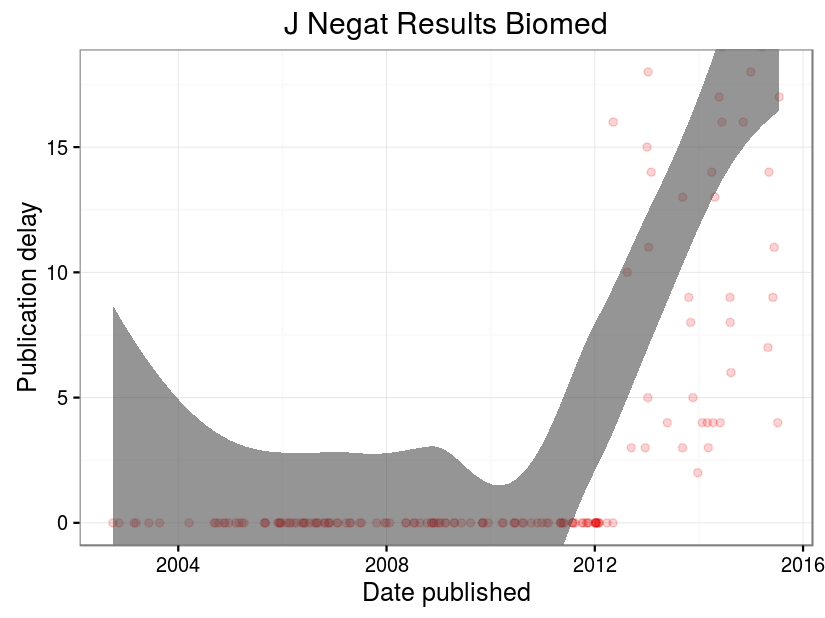 J Negat Results Biomed
Publication delay
15
10
5
0
2004
2008
2012
2016
Date published